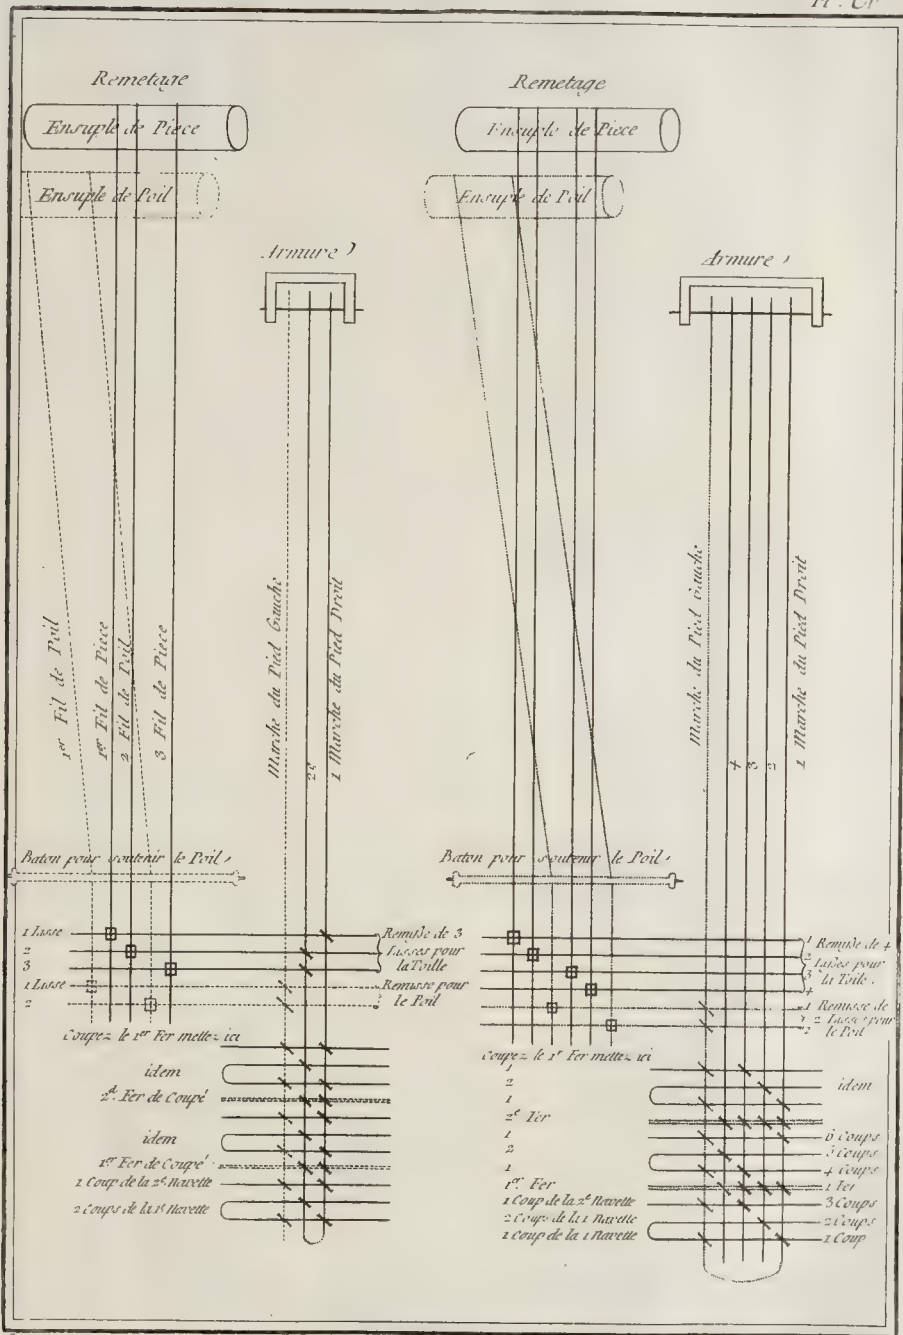 Remetage
Ensuple de Piece
Ensuple de Poil
Armure
1er Fil de Poil
1er Fil de Piece
2 Fil de Poil
3 Fil de Piece
Marche du Pied Gauche
2e
1 Marche du Pied Droit
Baton pour soutenir le Poil
1 Lisse
2
3
1 Lisse
2
Remisse de 3
Lisses pour
la Toille
Remisse pour
le Poil
Coupez le 1er Fer mettez ici
idem
2d. Fer de Coupé
idem
1er Fer de Coupé
1 Coup de la 2e Navette
2 Coups de la 1e Navette
Remetage
Ensuple de Piece
Ensuple de Poil
Armure
Marche du Pied Gauche
4
3
2
1 Marche du Pied Droit
Baton pour soutenir le Poil
1 Remisse de 4
2 Lisses pour
3 la Toile
4
1 Remisse de
2 Lisses pour
2 le Poil
Coupez le 1r Fer mettez ici
1
2
idem
1
2e Fer
1
6 Coups
2
5 Coups
1
4 Coups
1er Fer
1 Fer
1 Coup de la 2e Navette
3 Coups
2 Coups de la 1 Navette
2 Coups
1 Coup de la 1 Navette
1 Coup